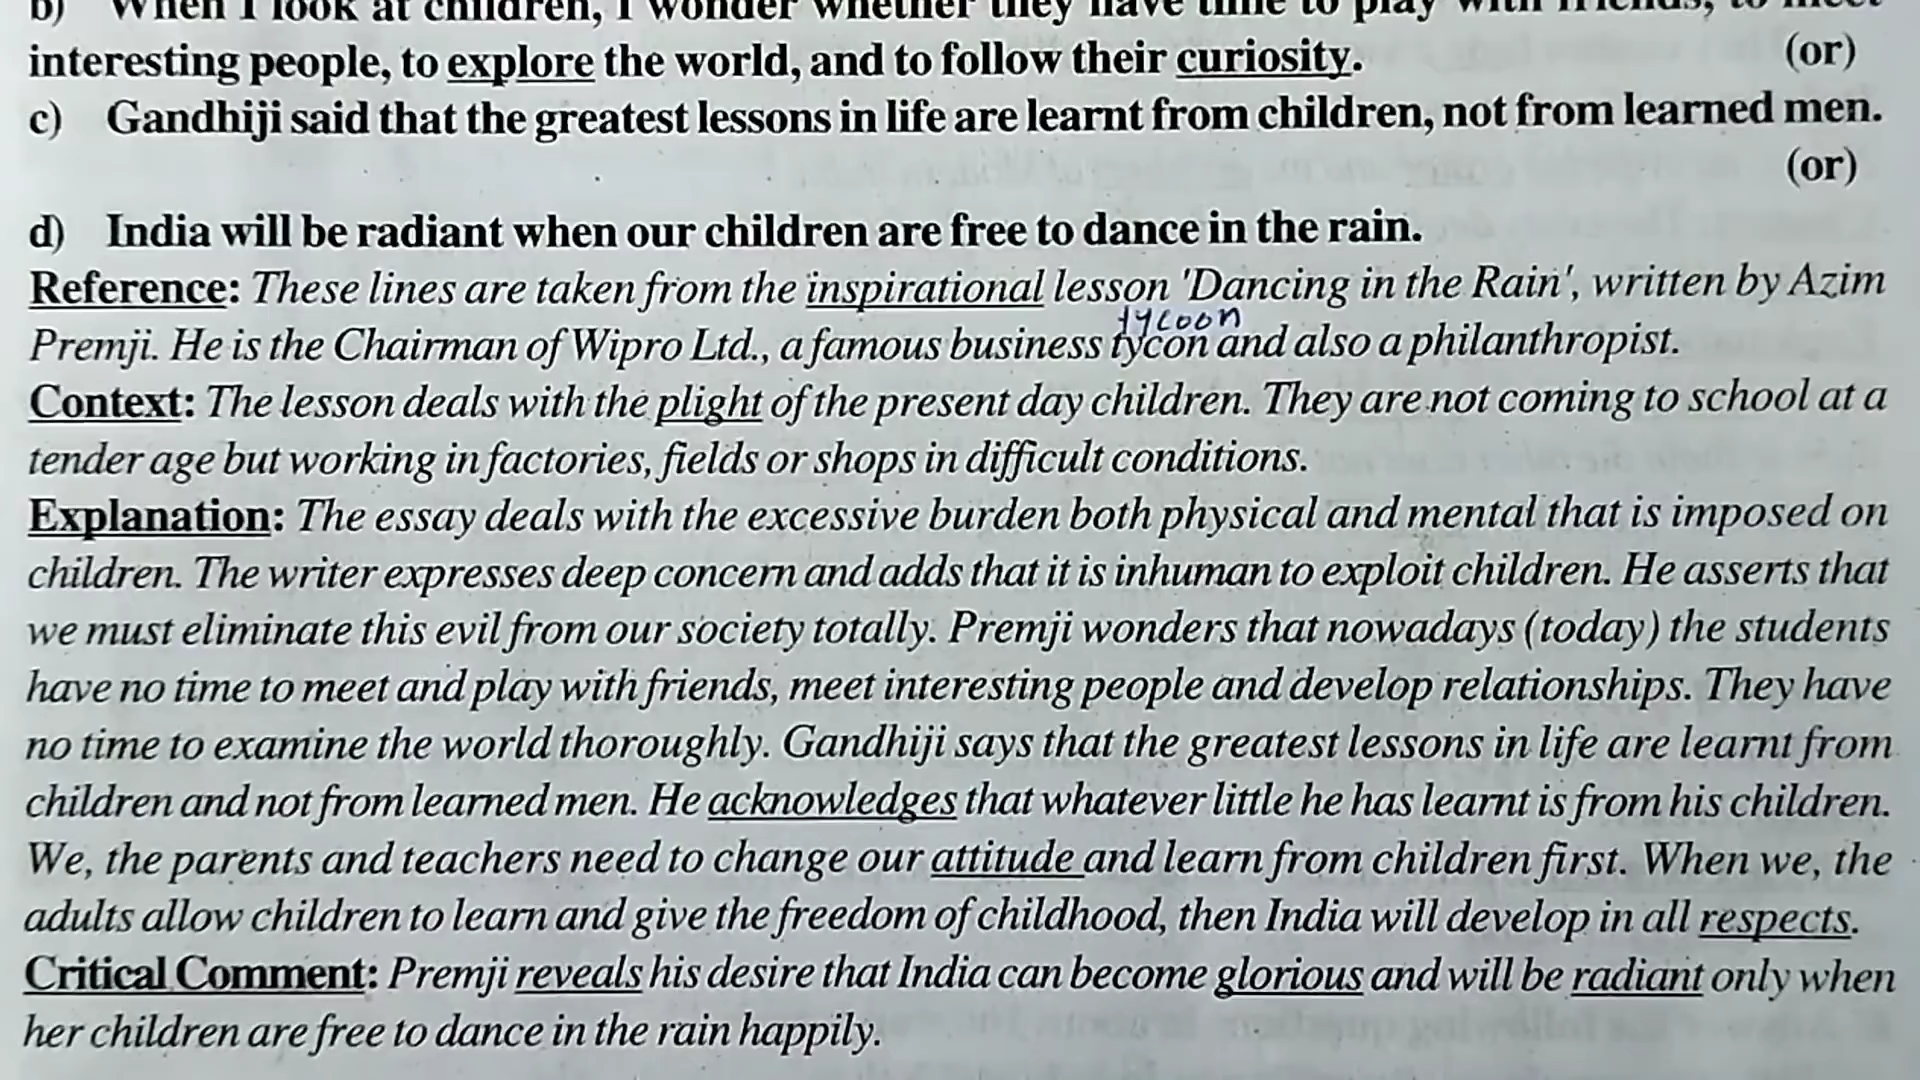 b) When I look at children, I wonder whether they have time to play with friends, to meet
interesting people, to explore the world, and to follow their curiosity. (or)
c) Gandhiji said that the greatest lessons in life are learnt from children, not from learned men.
(or)
d) India will be radiant when our children are free to dance in the rain.
Reference: These lines are taken from the inspirational lesson 'Dancing in the Rain', written by Azim
tycoon
Premji. He is the Chairman of Wipro Ltd., a famous business tycon and also a philanthropist.
Context: The lesson deals with the plight of the present day children. They are not coming to school at a
tender age but working in factories, fields or shops in difficult conditions.
Explanation: The essay deals with the excessive burden both physical and mental that is imposed on
children. The writer expresses deep concern and adds that it is inhuman to exploit children. He asserts that
we must eliminate this evil from our society totally. Premji wonders that nowadays (today) the students
have no time to meet and play with friends, meet interesting people and develop relationships. They have
no time to examine the world thoroughly. Gandhiji says that the greatest lessons in life are learnt from
children and not from learned men. He acknowledges that whatever little he has learnt is from his children.
We, the parents and teachers need to change our attitude and learn from children first. When we, the
adults allow children to learn and give the freedom of childhood, then India will develop in all respects.
Critical Comment: Premji reveals his desire that India can become glorious and will be radiant only when
her children are free to dance in the rain happily.